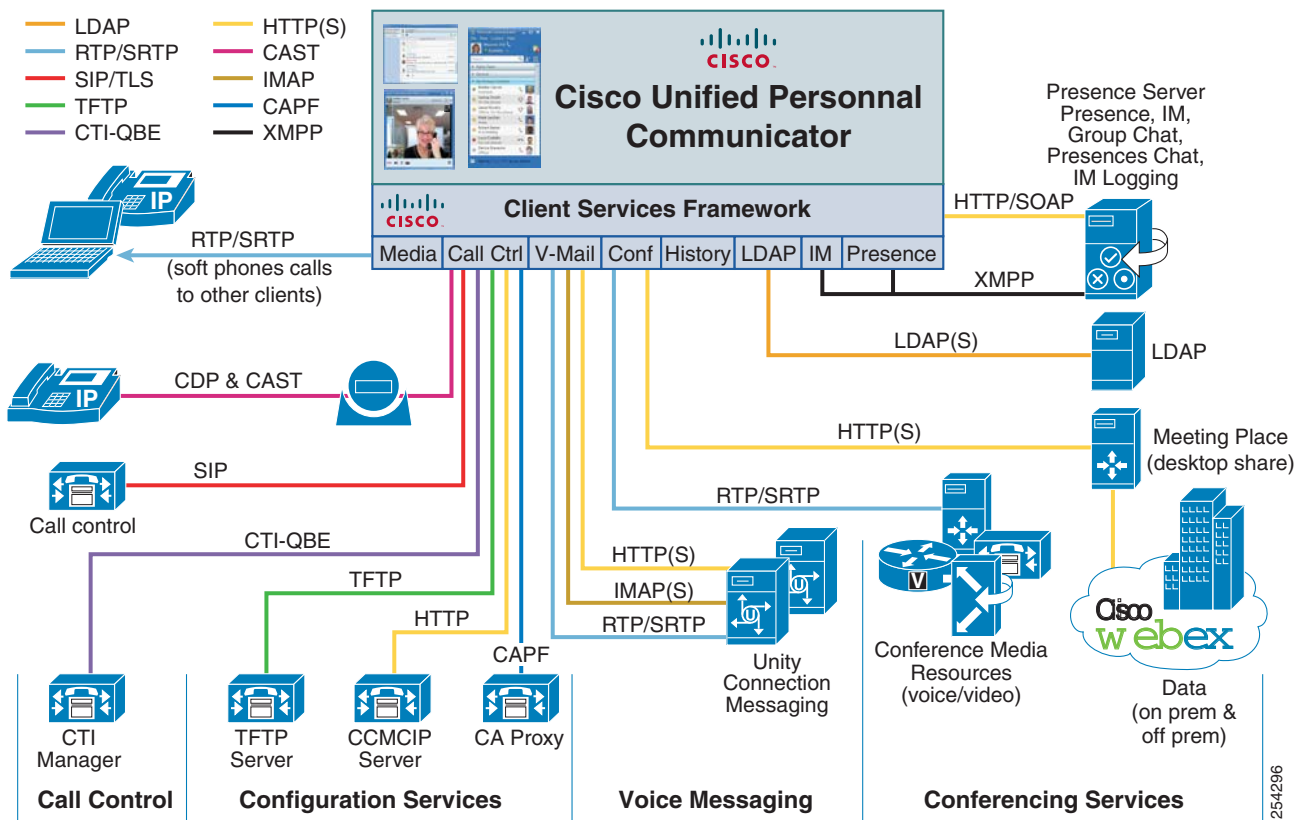 LDAP
RTP/SRTP
SIP/TLS
TFTP
CTI-QBE
HTTP(S)
CAST
IMAP
CAPF
XMPP
CISCO
Cisco Unified Personnal
Communicator
CISCO
Client Services Framework
Media
Call Ctrl
V-Mail
Conf
History
LDAP
IM
Presence
Presence Server
Presence, IM,
Group Chat,
Presences Chat,
IM Logging
HTTP/SOAP
XMPP
IP
RTP/SRTP
(soft phones calls
to other clients)
LDAP(S)
LDAP
IP
CDP & CAST
HTTP(S)
Meeting Place
(desktop share)
SIP
Call control
RTP/SRTP
CTI-QBE
HTTP(S)
TFTP
IMAP(S)
HTTP
RTP/SRTP
CAPF
U
U
V
Cisco
webex
Unity
Connection
Messaging
Conference Media
Resources
(voice/video)
Data
(on prem &
off prem)
CTI
Manager
TFTP
Server
CCMCIP
Server
CA Proxy
Call Control
Configuration Services
Voice Messaging
Conferencing Services
254296